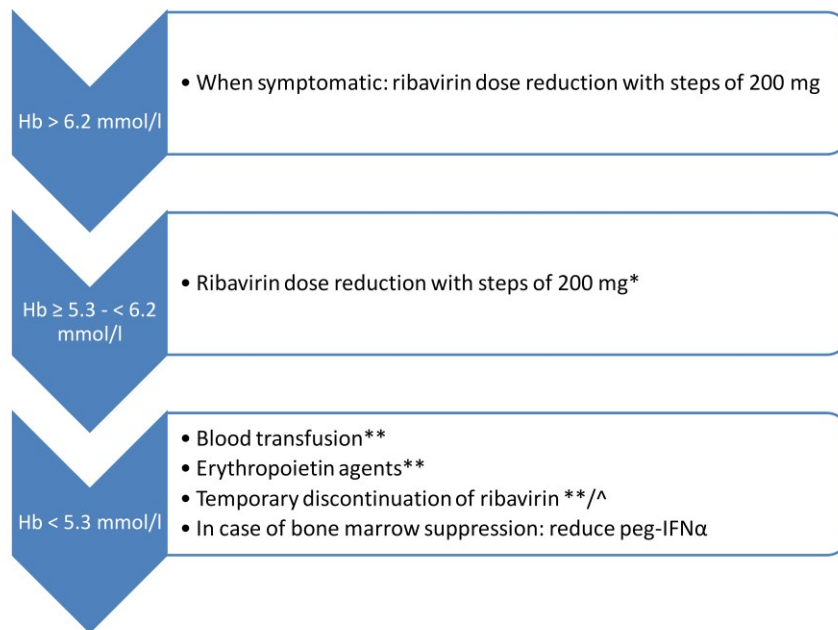 Hb > 6.2 mmol/l
• When symptomatic: ribavirin dose reduction with steps of 200 mg
Hb ≥ 5.3 - < 6.2
mmol/l
• Ribavirin dose reduction with steps of 200 mg*
Hb < 5.3 mmol/l
• Blood transfusion**
• Erythropoietin agents**
• Temporary discontinuation of ribavirin **/^
• In case of bone marrow suppression: reduce peg-IFNα